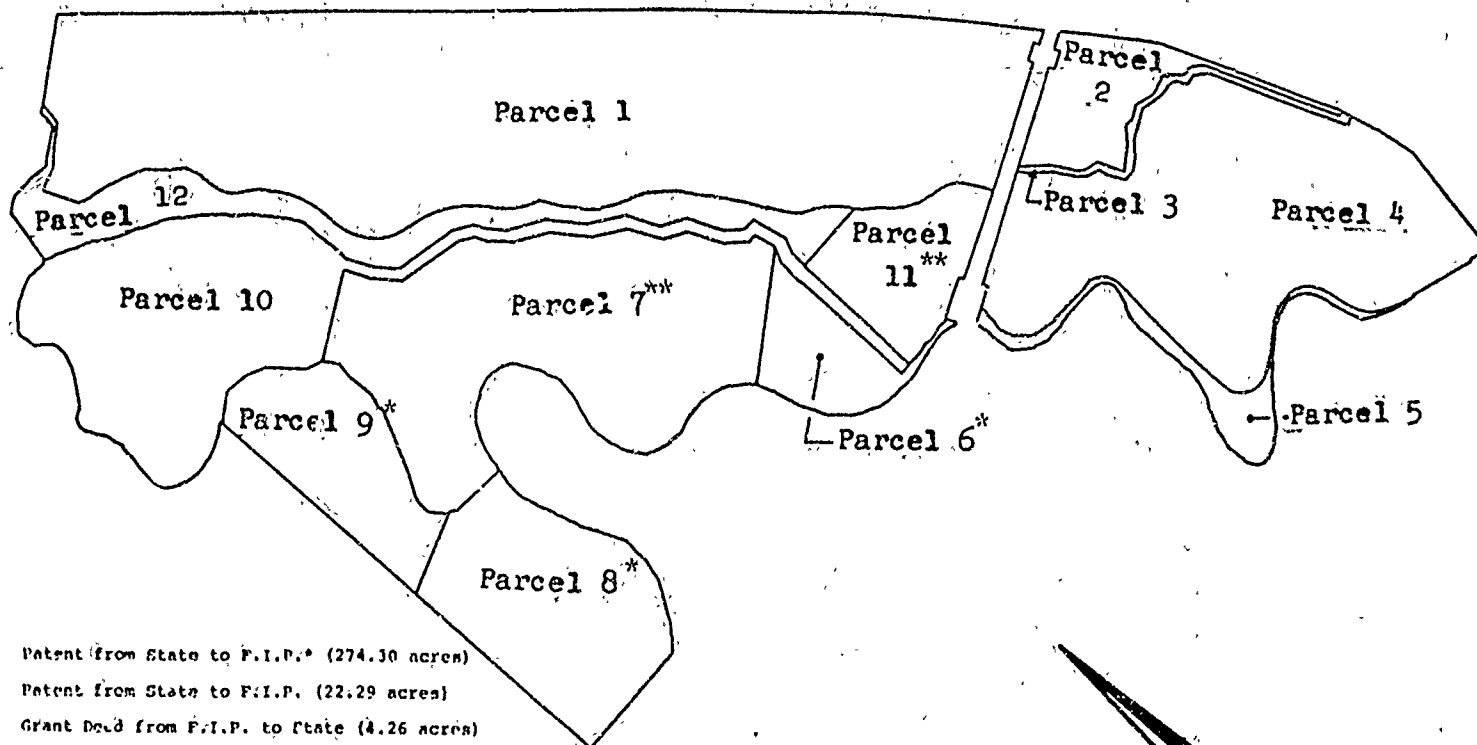 Parcel 1
Parcel
2
Parcel 3
Parcel 4
Parcel 12
Parcel
11**
Parcel 10
Parcel 7**
Parcel 9*
Parcel 6*
Parcel 5
Parcel 8*
Patent from State to F.I.P.* (274.30 acres)
Patent from State to F.I.P. (22.29 acres)
Grant Deed from F.I.P. to State (4.26 acres)